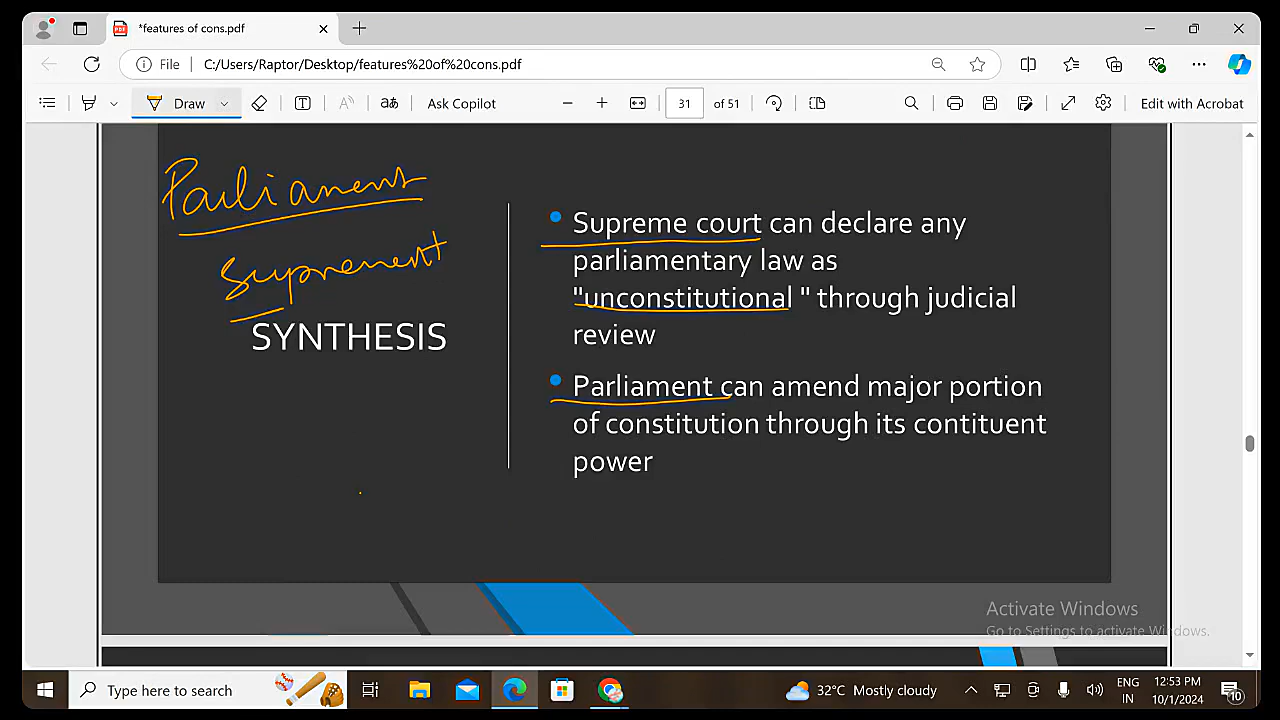 *features of cons.pdf
File C:/Users/Raptor/Desktop/features%20of%20cons.pdf
Draw Ask Copilot 31 of 51 Edit with Acrobat
Parliament
Supremen+
SYNTHESIS
Supreme court can declare any
parliamentary law as
"unconstitutional " through judicial
review
Parliament can amend major portion
of constitution through its contituent
power
Activate Windows
Go to Settings to activate Windows.
Type here to search
32°C Mostly cloudy
ENG
IN
12:53 PM
10/1/2024
10